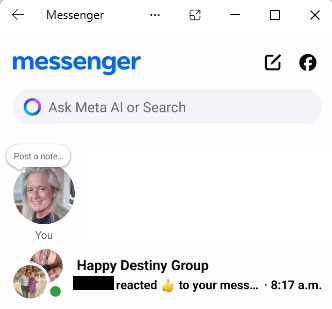 Messenger
messenger
Ask Meta AI or Search
Post a note...
You
Happy Destiny Group
reacted 👍 to your mess... · 8:17 a.m.